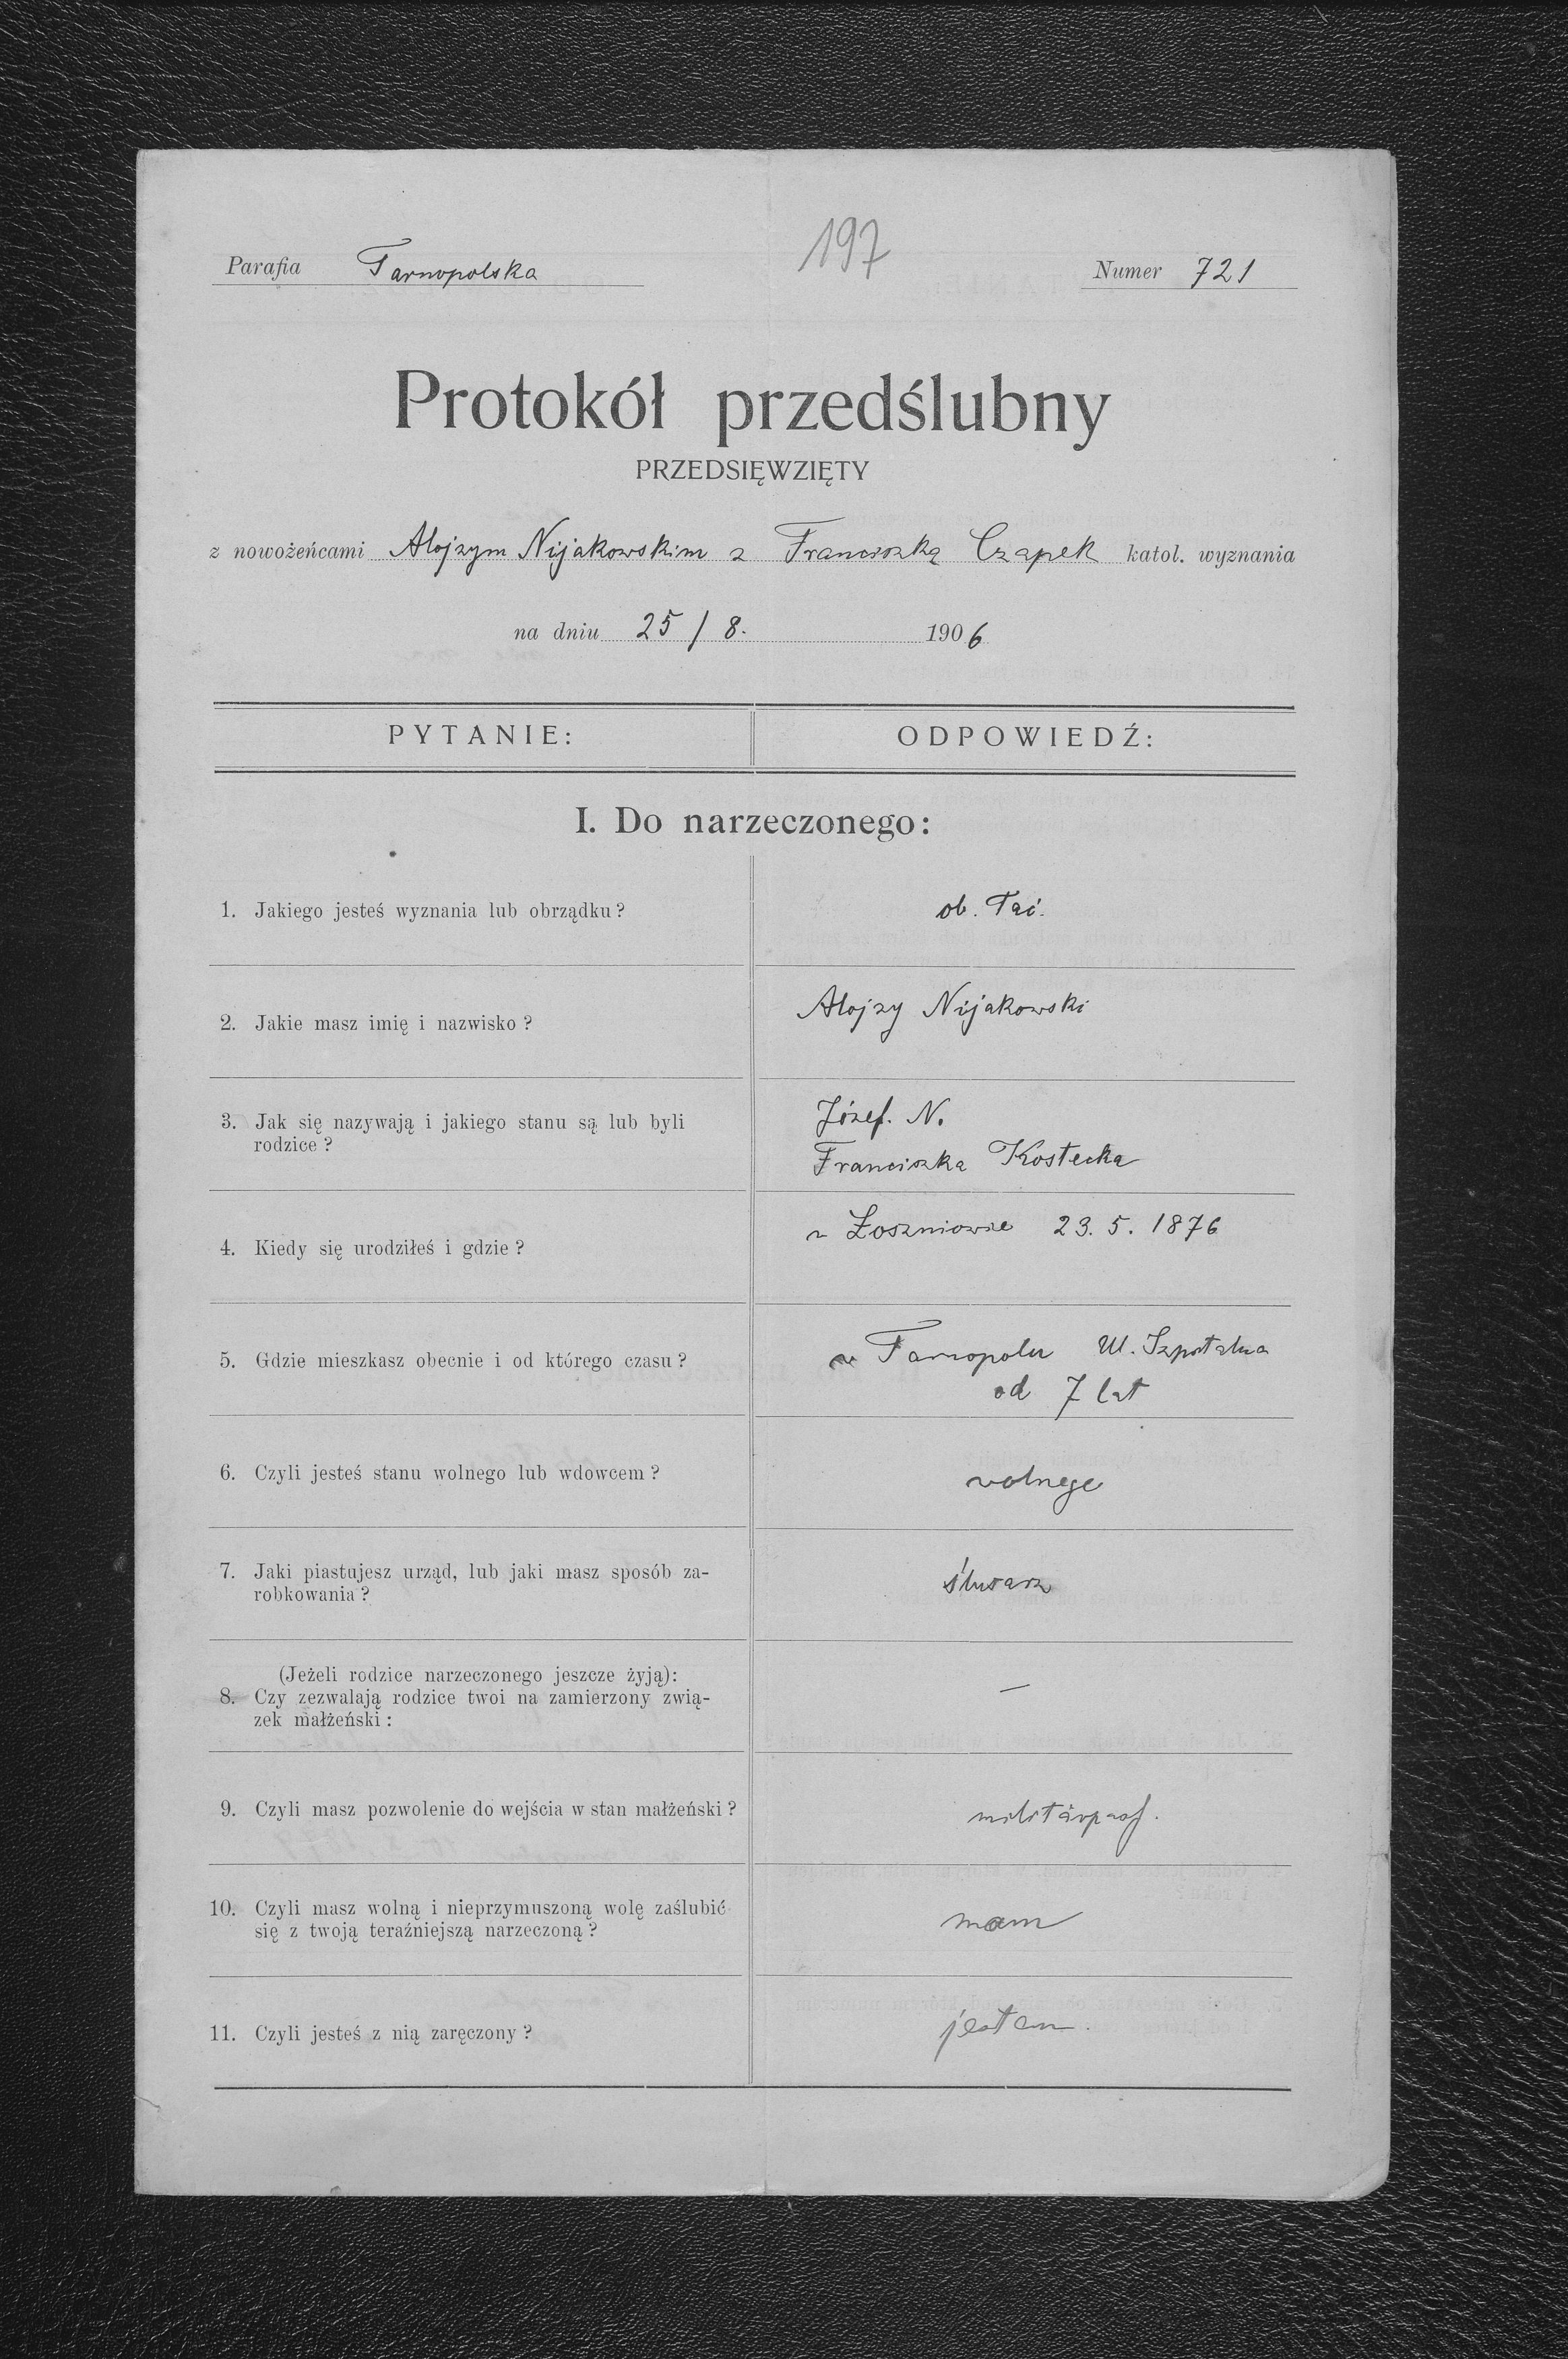 197
Parafia Tarnopolska Numer 721
Protokół przedślubny
PRZEDSIĘWZIĘTY
z nowożeńcami Alojzym Nijakowskim z Franciszką Czapek katol. wyznania
na dniu 25 / 8. 1906
PYTANIE: ODPOWIEDŹ:
I. Do narzeczonego:
1. Jakiego jesteś wyznania lub obrządku? ob. łać.
2. Jakie masz imię i nazwisko? Alojzy Nijakowski
3. Jak się nazywają i jakiego stanu są lub byli
rodzice?
Józef. N.
Franciszka Kostecka
4. Kiedy się urodziłeś i gdzie? w Łoszniowie 23. 5. 1876
5. Gdzie mieszkasz obecnie i od którego czasu? w Tarnopolu Ul. Szpitalna
od 7 lat
6. Czyli jesteś stanu wolnego lub wdowcem? wolnego
7. Jaki piastujesz urząd, lub jaki masz sposób za-
robkowania?
ślusarz
(Jeżeli rodzice narzeczonego jeszcze żyją):
8. Czy zezwalają rodzice twoi na zamierzony zwią-
zek małżeński:
—
9. Czyli masz pozwolenie do wejścia w stan małżeński? militärpaß.
10. Czyli masz wolną i nieprzymuszoną wolę zaślubić
się z twoją teraźniejszą narzeczoną?
mam
11. Czyli jesteś z nią zaręczony? jestem.